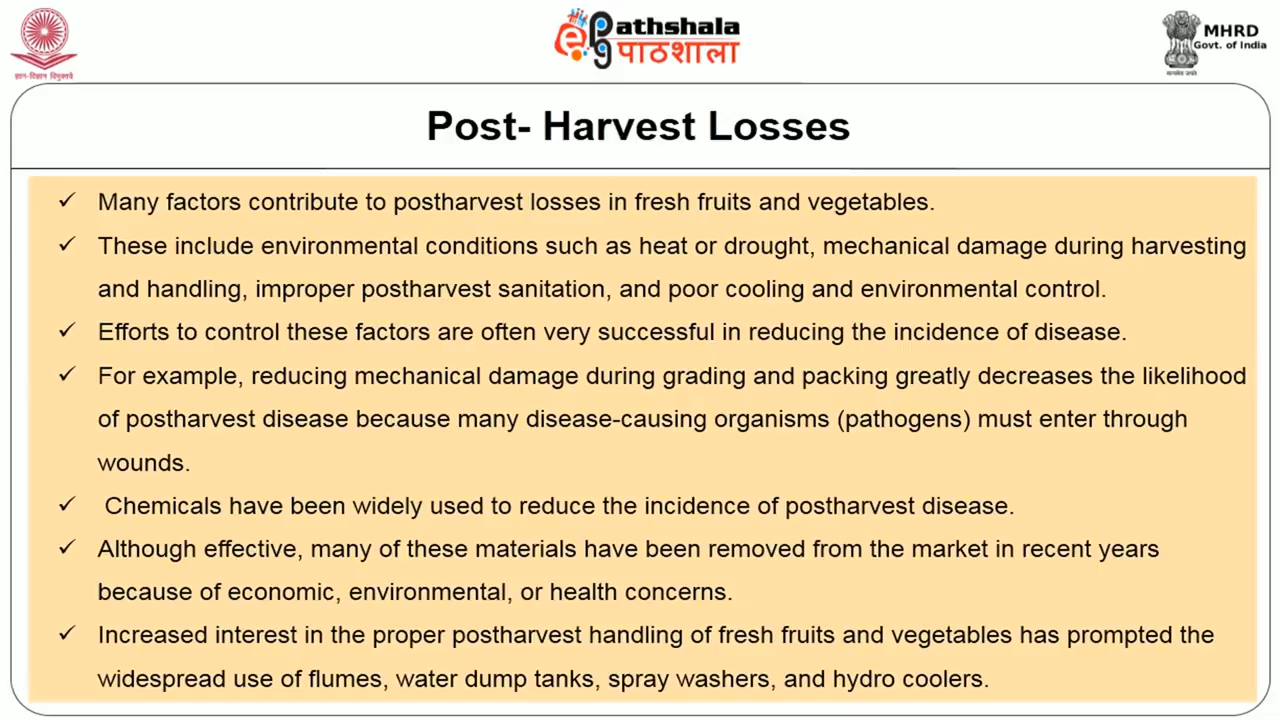 ज्ञान-विज्ञान विमुक्तये
ePathshala
पाठशाला
सत्यमेव जयते
MHRD
Govt. of India
Post- Harvest Losses
✓ Many factors contribute to postharvest losses in fresh fruits and vegetables.
✓ These include environmental conditions such as heat or drought, mechanical damage during harvesting
and handling, improper postharvest sanitation, and poor cooling and environmental control.
✓ Efforts to control these factors are often very successful in reducing the incidence of disease.
✓ For example, reducing mechanical damage during grading and packing greatly decreases the likelihood
of postharvest disease because many disease-causing organisms (pathogens) must enter through
wounds.
✓ Chemicals have been widely used to reduce the incidence of postharvest disease.
✓ Although effective, many of these materials have been removed from the market in recent years
because of economic, environmental, or health concerns.
✓ Increased interest in the proper postharvest handling of fresh fruits and vegetables has prompted the
widespread use of flumes, water dump tanks, spray washers, and hydro coolers.